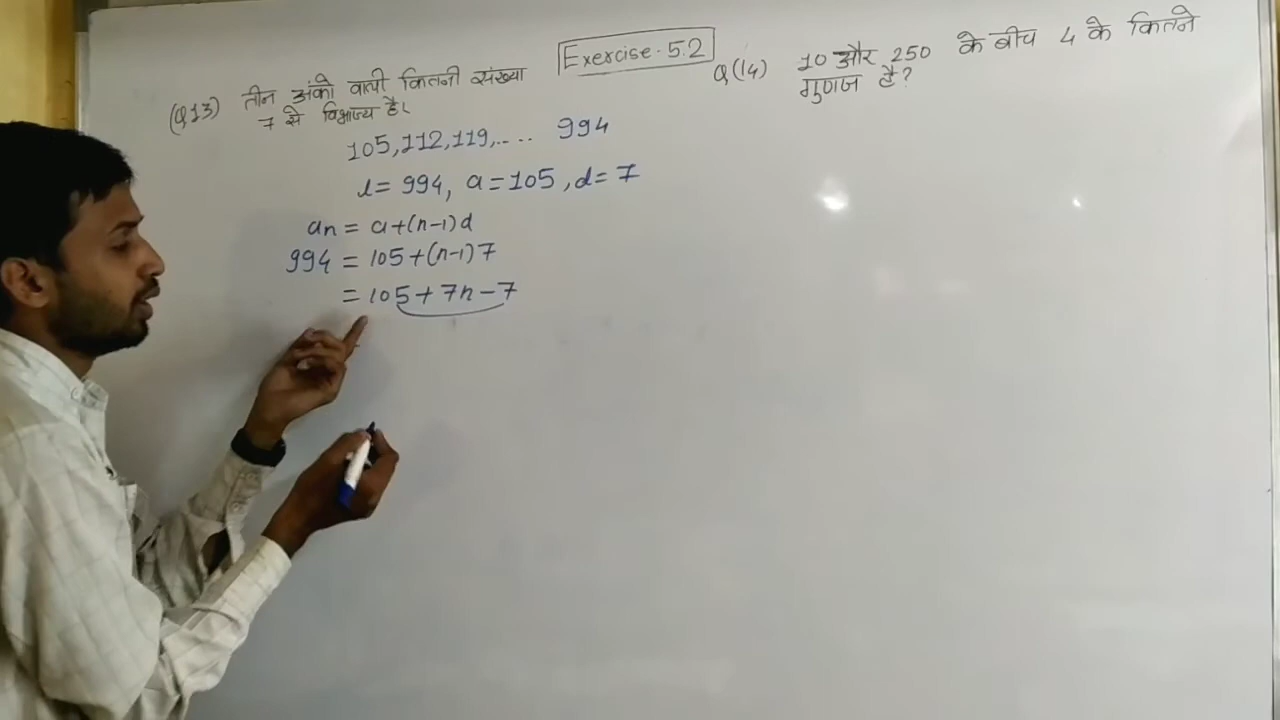 Exercise-5.2
(Q13) तीन अंको वाली कितनी संख्या
7 से विभाज्य है।
105,112,119,.... 994
l= 994, a=105, d=7
an = a+(n-1)d
994 = 105+(n-1)7
= 105+7n-7
Q(14) 10 और 250 के बीच 4 के कितने
गुणज है?